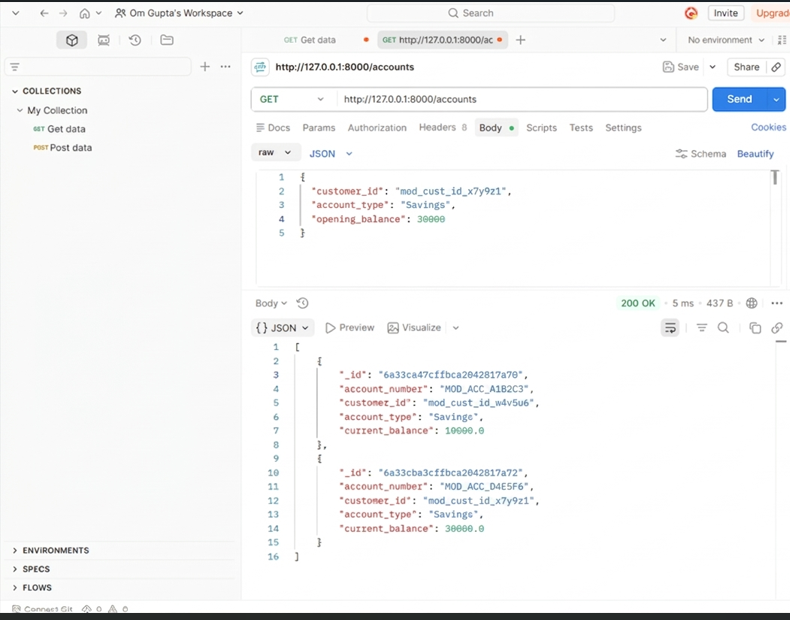 Om Gupta's Workspace
Search
Invite
Upgrad
GET Get data
GET http://127.0.0.1:8000/ac
No environment
http://127.0.0.1:8000/accounts
Save
Share
COLLECTIONS
My Collection
GET Get data
POST Post data
GET
http://127.0.0.1:8000/accounts
Send
Docs Params Authorization Headers 8 Body Scripts Tests Settings Cookies
raw JSON Schema Beautify
1 {
2 "customer_id": "mod_cust_id_x7y9z1",
3 "account_type": "Savings",
4 "opening_balance": 30000
5 }
Body 200 OK 5 ms 437 B
{} JSON Preview Visualize
1 [
2 {
3 "_id": "6a33ca47cffbca2042817a70",
4 "account_number": "MOD_ACC_A1B2C3",
5 "customer_id": "mod_cust_id_w4v5u6",
6 "account_type": "Savings",
7 "current_balance": 10000.0
8 },
9 {
10 "_id": "6a33cba3cffbca2042817a72",
11 "account_number": "MOD_ACC_D4E5F6",
12 "customer_id": "mod_cust_id_x7y9z1",
13 "account_type": "Savings",
14 "current_balance": 30000.0
15 }
16 ]
ENVIRONMENTS
SPECS
FLOWS
Connect Git 0 0